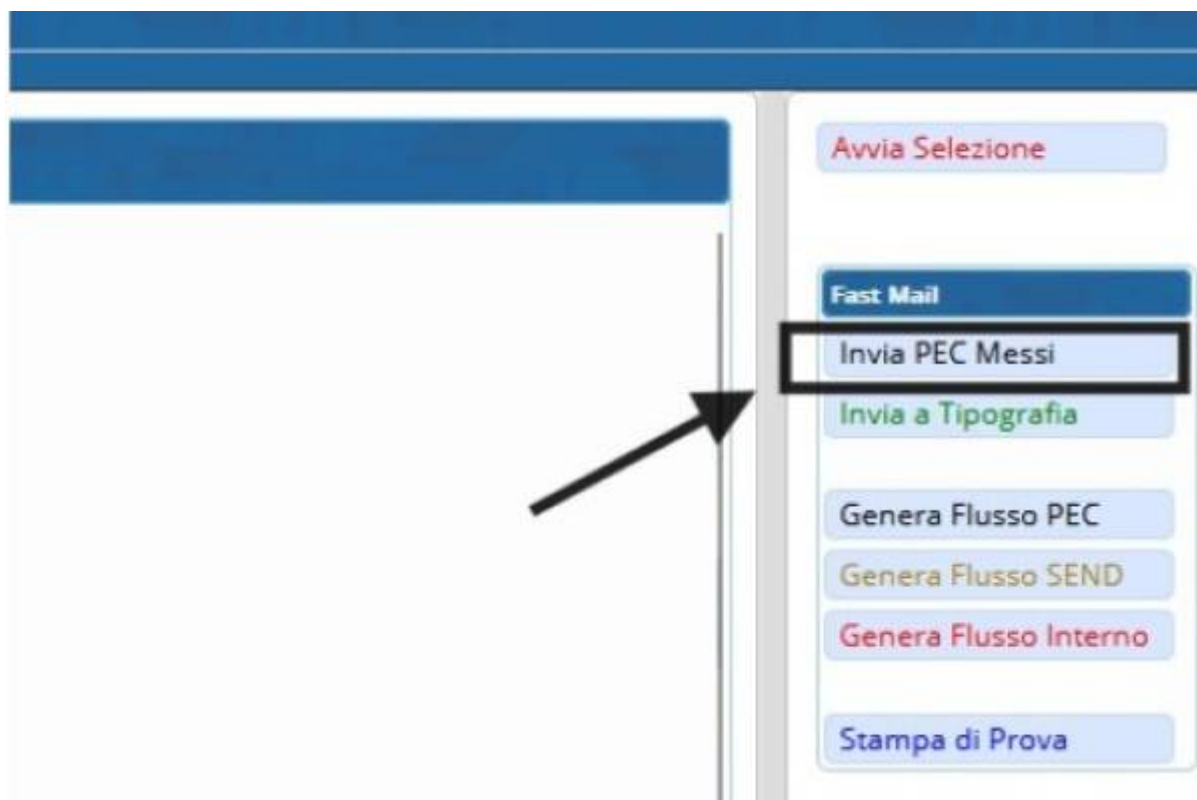 Avvia Selezione
Fast Mail
Invia PEC Messi
Invia a Tipografia
Genera Flusso PEC
Genera Flusso SEND
Genera Flusso Interno
Stampa di Prova